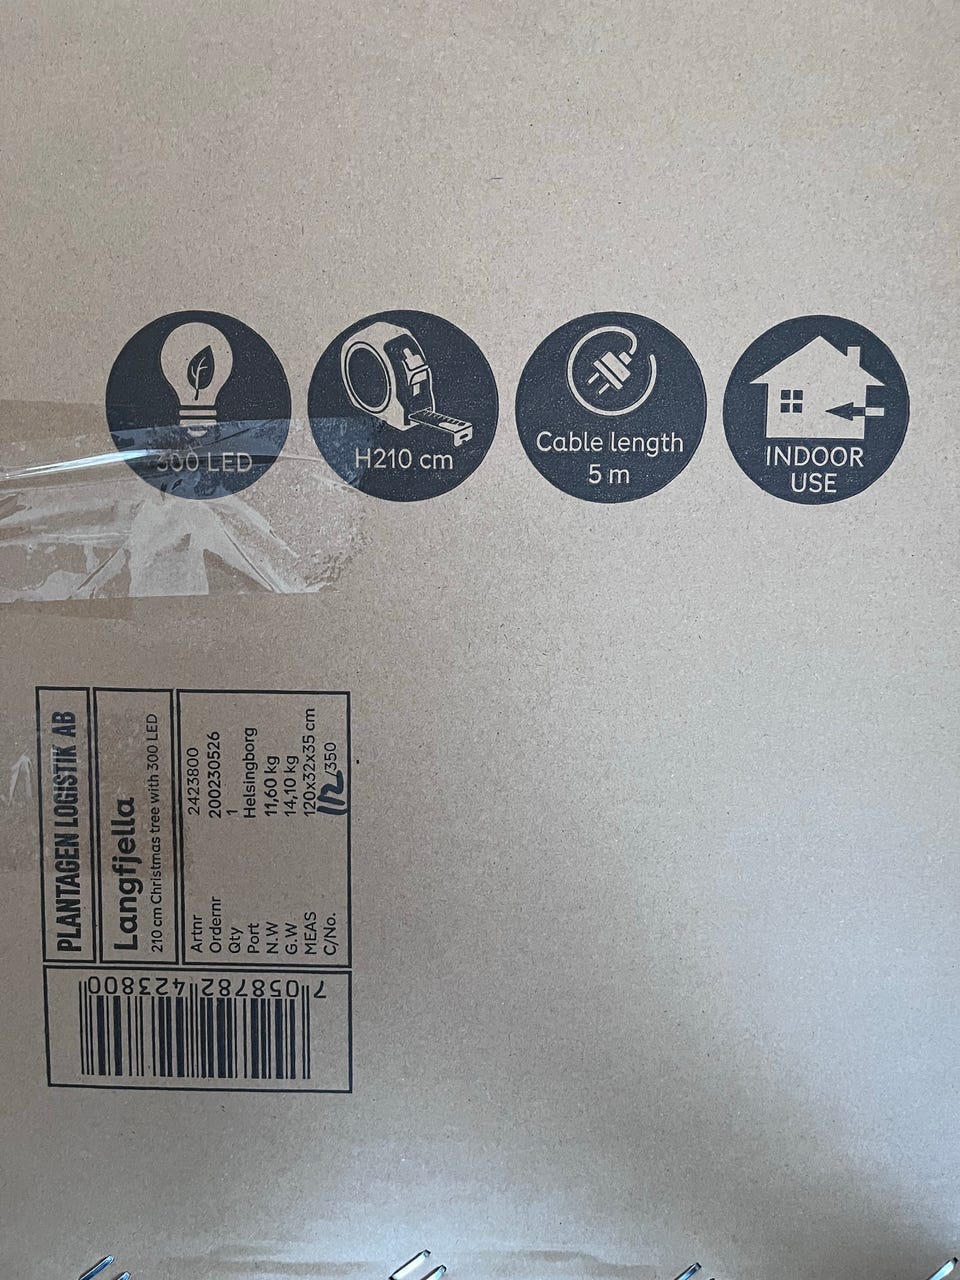 300 LED
H210 cm
Cable length
5 m
INDOOR
USE
PLANTAGEN LOGISTIK AB
Langfjella
210 cm Christmas tree with 300 LED
Artnr 2423800
Ordernr 200230526
Qty 1
Port Helsingborg
N.W 11,60 kg
G.W 14,10 kg
MEAS 120x32x35 cm
C/No. 112/350
7 058782 423800